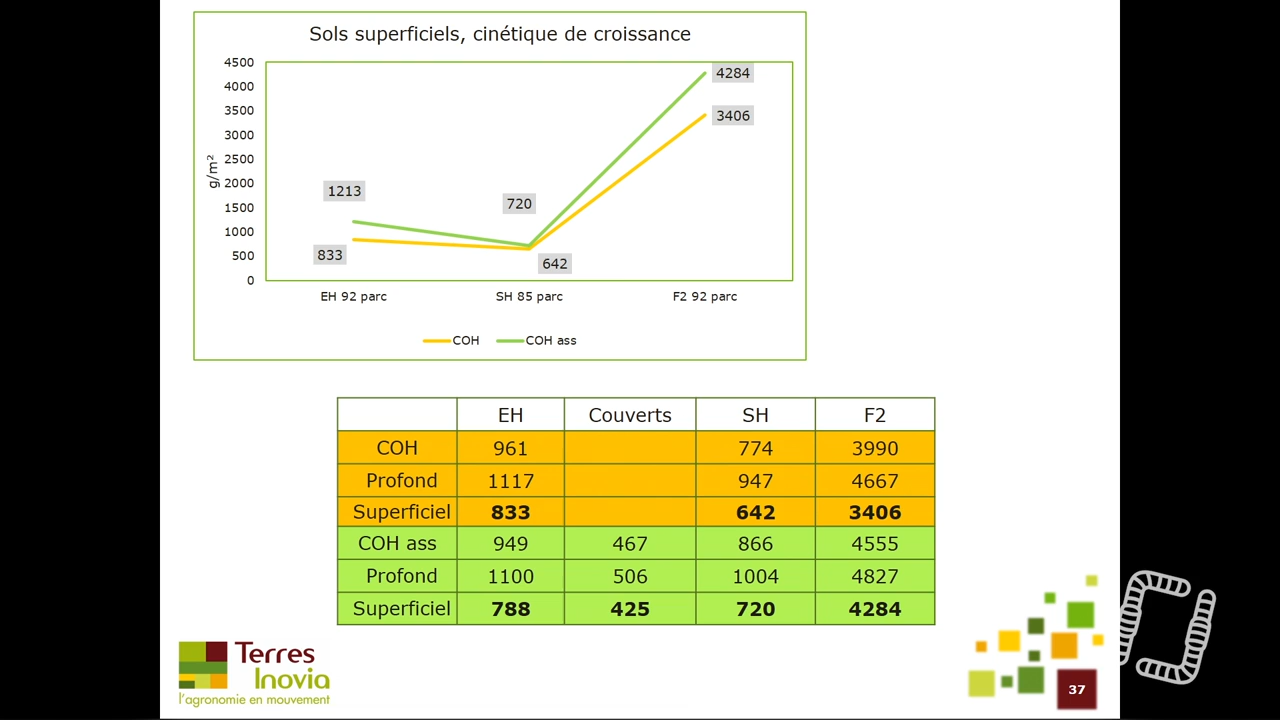 Sols superficiels, cinétique de croissance
4500
4000
3500
3000
2500
2000
1500
1000
500
0
g/m²
1213
833
720
642
4284
3406
EH 92 parc SH 85 parc F2 92 parc
COH COH ass
EH Couverts SH F2
COH 961 774 3990
Profond 1117 947 4667
Superficiel 833 642 3406
COH ass 949 467 866 4555
Profond 1100 506 1004 4827
Superficiel 788 425 720 4284
Terres
Inovia
l'agronomie en mouvement
37